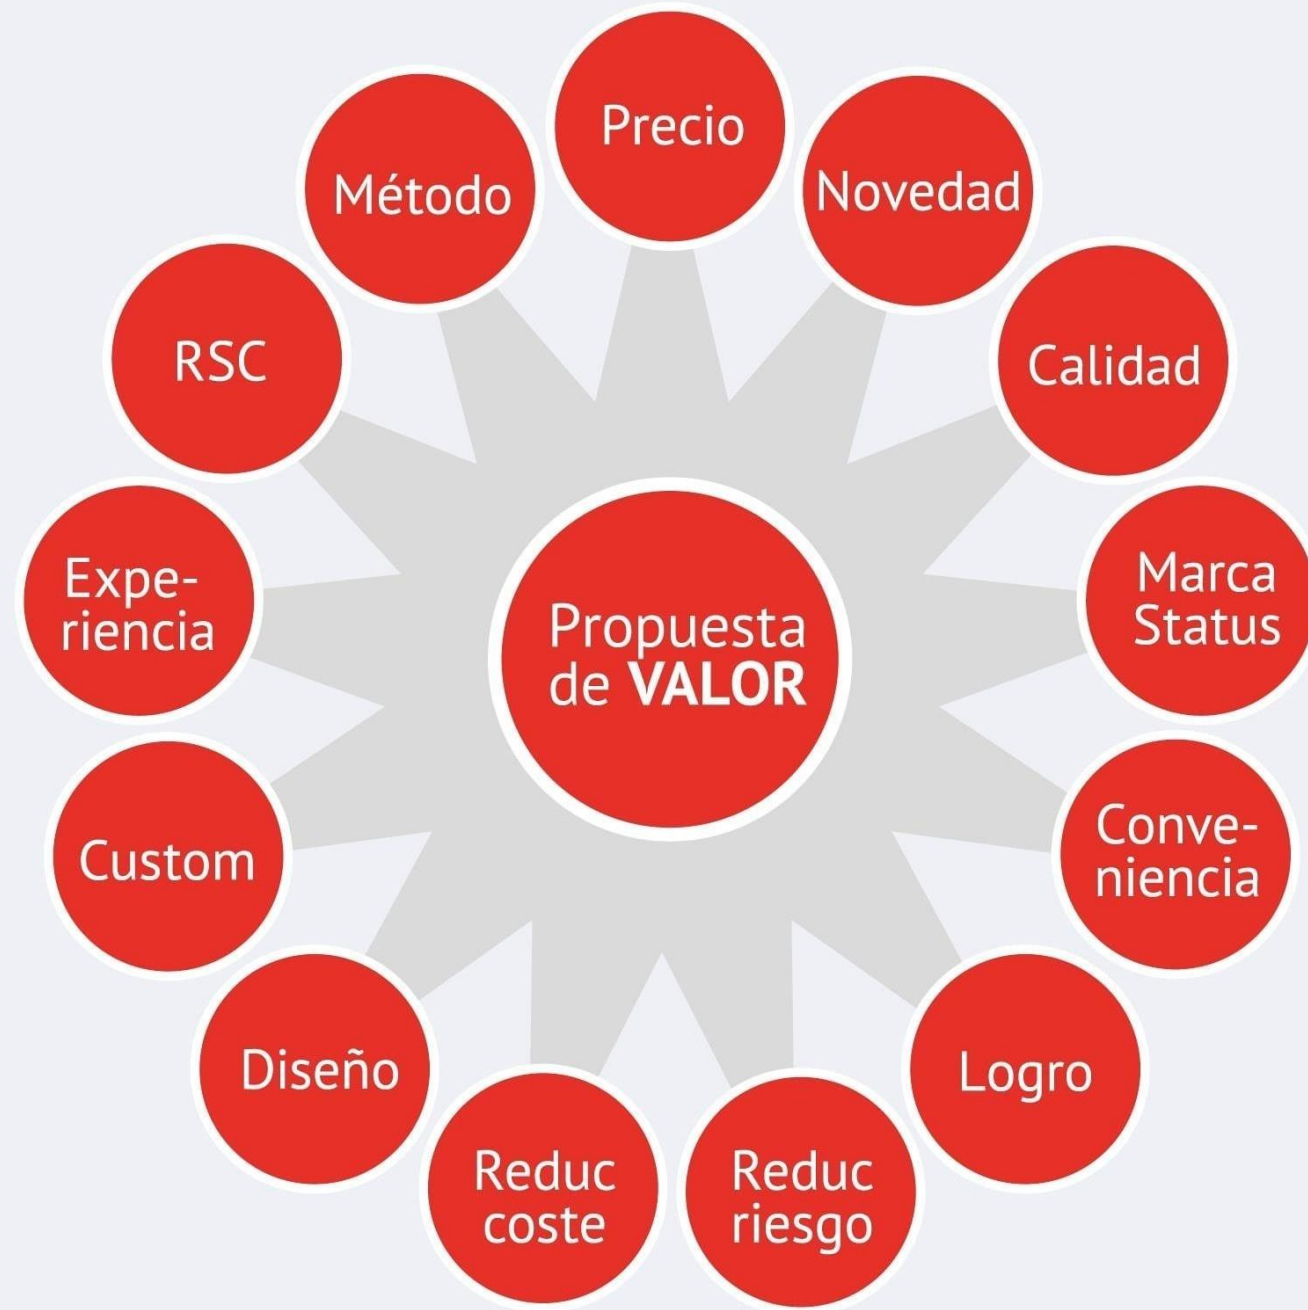 Precio
Novedad
Calidad
Marca
Status
Conve-
niencia
Logro
Reduc
riesgo
Reduc
coste
Diseño
Custom
Expe-
riencia
RSC
Método
Propuesta
de VALOR